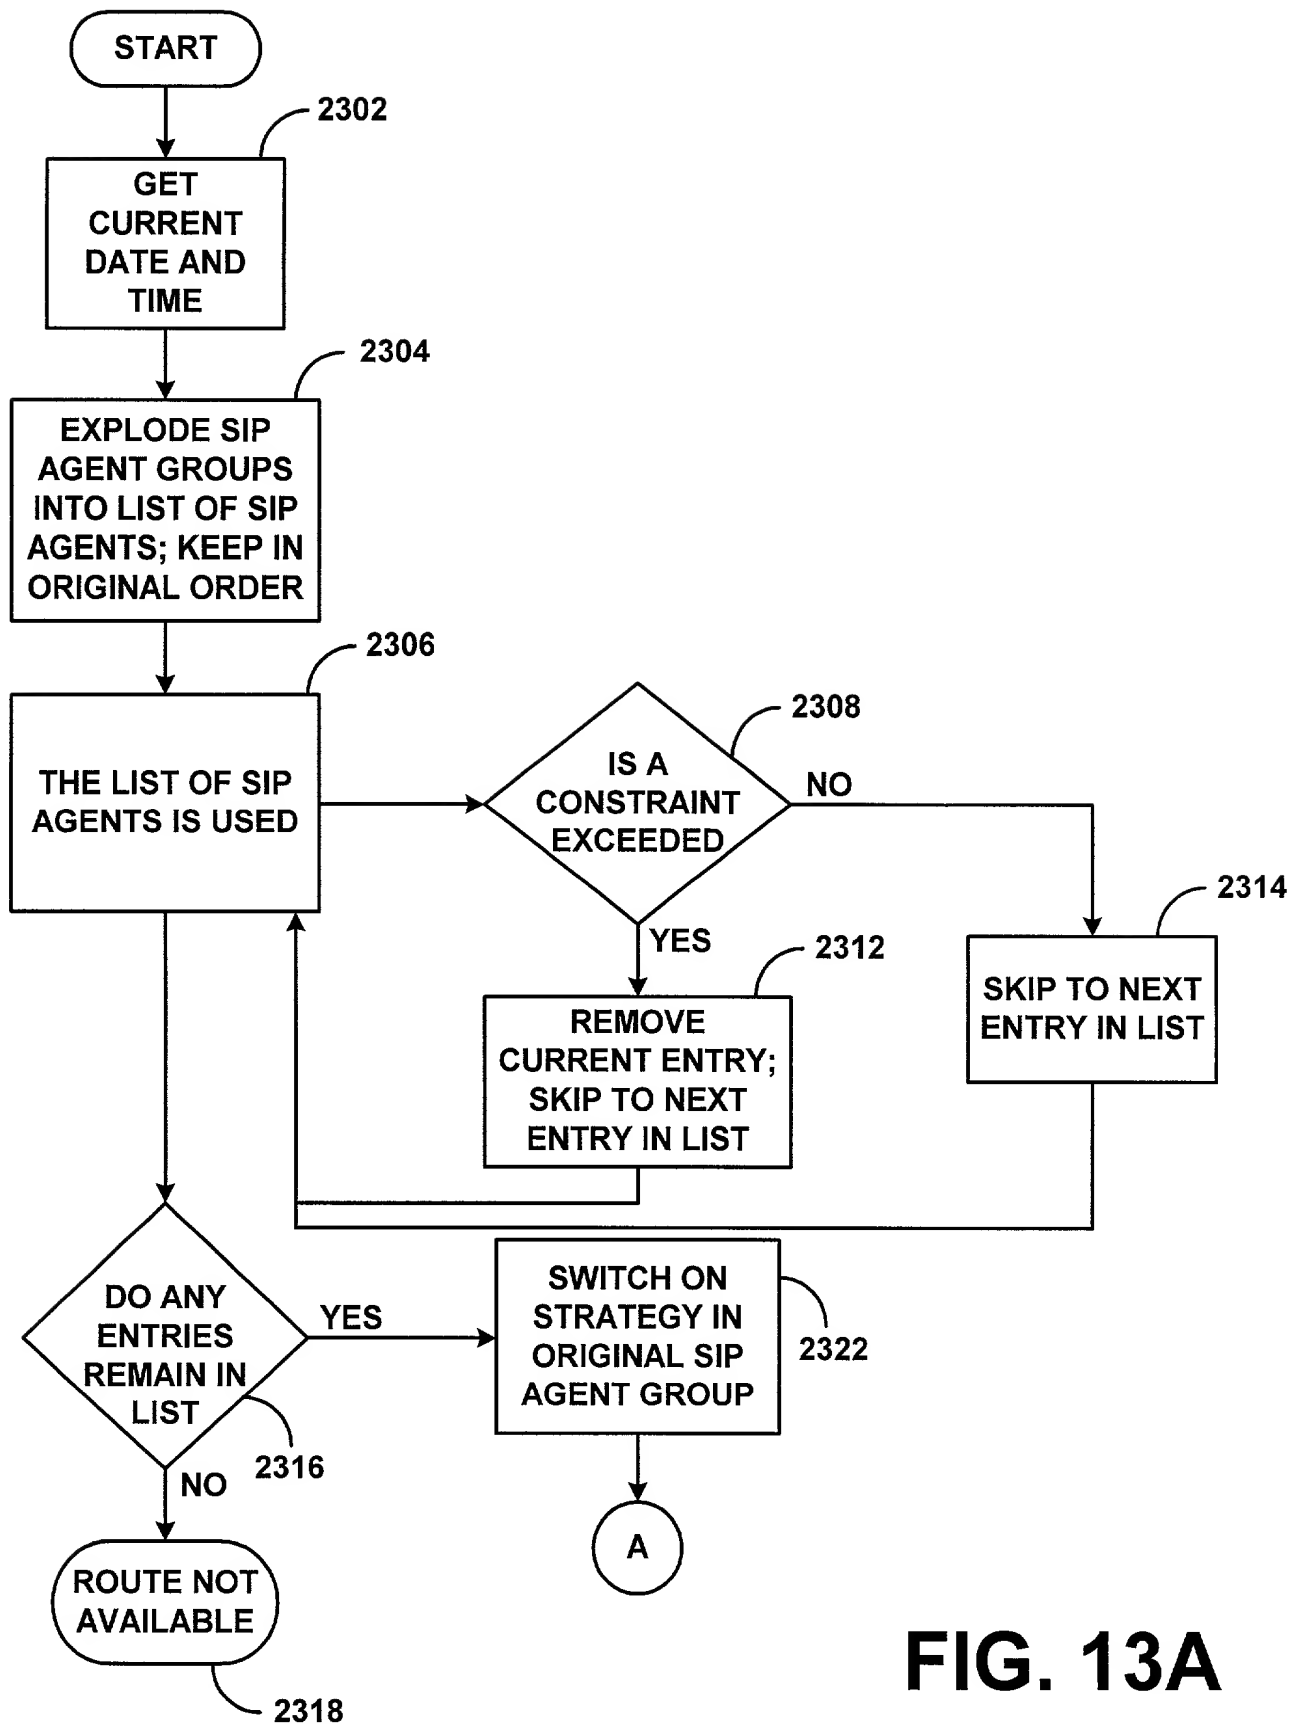 START
2302
GET
CURRENT
DATE AND
TIME
2304
EXPLODE SIP
AGENT GROUPS
INTO LIST OF SIP
AGENTS; KEEP IN
ORIGINAL ORDER
2306
THE LIST OF SIP
AGENTS IS USED
2308
IS A
CONSTRAINT
EXCEEDED
NO
YES
2312
REMOVE
CURRENT ENTRY;
SKIP TO NEXT
ENTRY IN LIST
2314
SKIP TO NEXT
ENTRY IN LIST
DO ANY
ENTRIES
REMAIN IN
LIST
2316
YES
NO
SWITCH ON
STRATEGY IN
ORIGINAL SIP
AGENT GROUP
2322
A
ROUTE NOT
AVAILABLE
2318
FIG. 13A